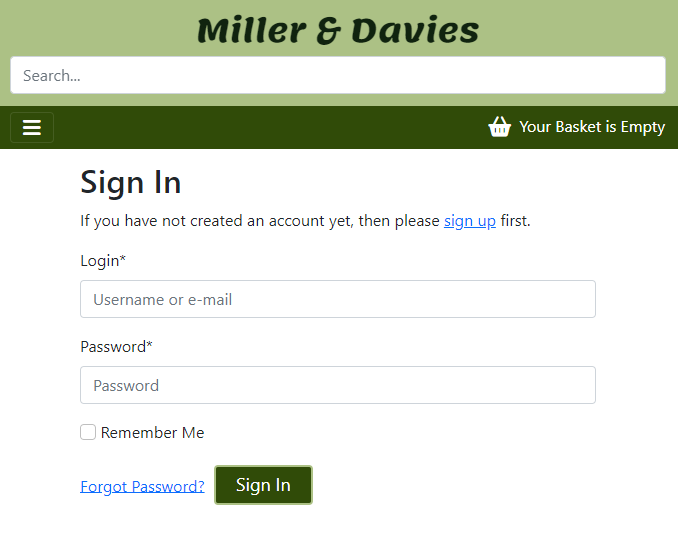 Miller & Davies
Search...
Your Basket is Empty
Sign In
If you have not created an account yet, then please sign up first.
Login*
Username or e-mail
Password*
Password
Remember Me
Forgot Password? Sign In